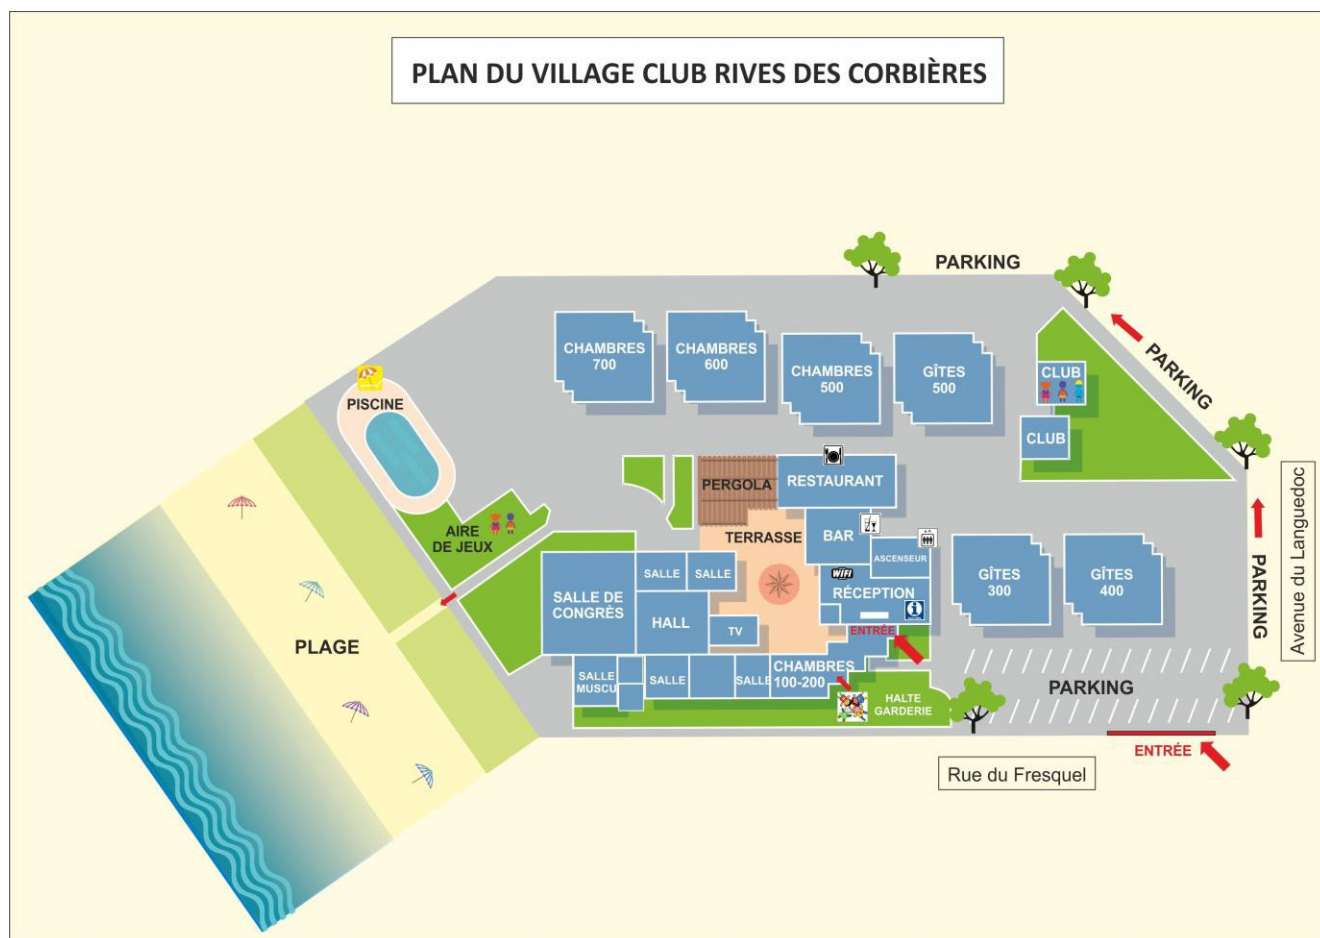 PLAN DU VILLAGE CLUB RIVES DES CORBIÈRES
PARKING
PARKING
CHAMBRES
700
CHAMBRES
600
CHAMBRES
500
GÎTES
500
CLUB
CLUB
PISCINE
PERGOLA
RESTAURANT
AIRE
DE JEUX
TERRASSE
BAR
ASCENSEUR
WiFi
RÉCEPTION
i
ENTRÉE
GÎTES
300
GÎTES
400
PARKING
Avenue du Languedoc
SALLE DE
CONGRÈS
SALLE
SALLE
HALL
TV
PLAGE
SALLE
MUSCU
SALLE
SALLE
CHAMBRES
100-200
HALTE
GARDERIE
PARKING
ENTRÉE
Rue du Fresquel